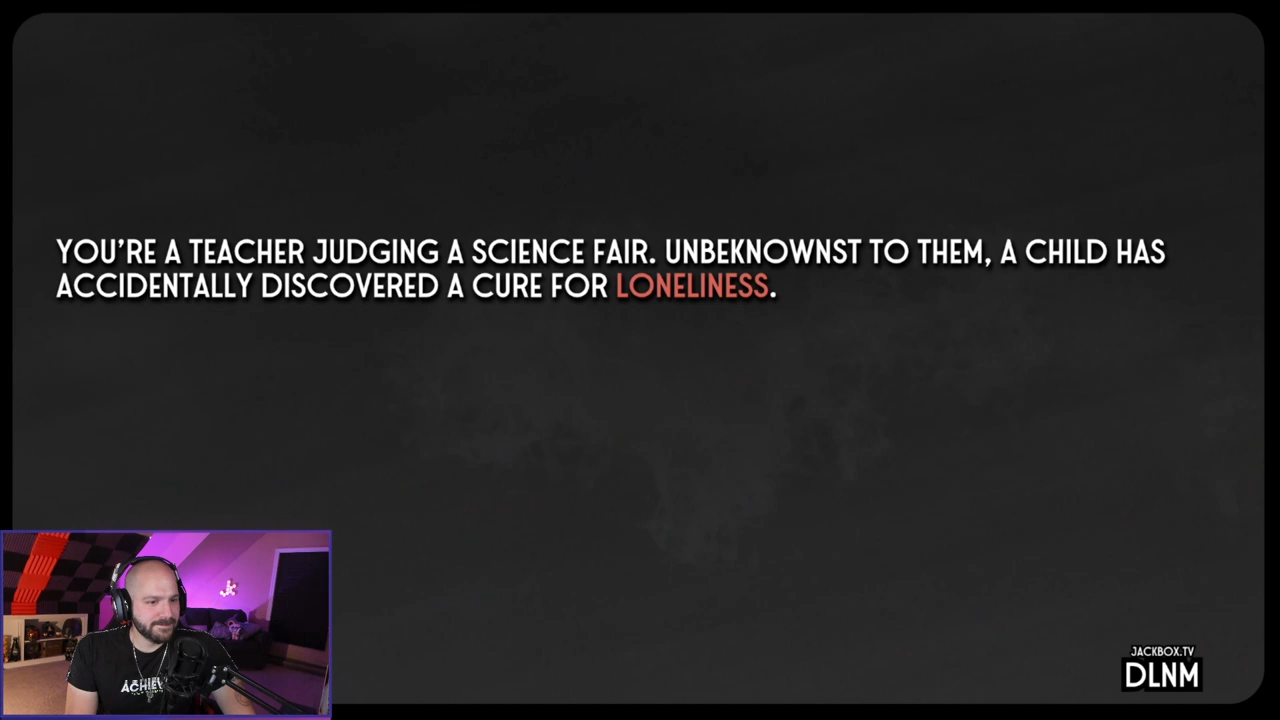 YOU'RE A TEACHER JUDGING A SCIENCE FAIR. UNBEKNOWNST TO THEM, A CHILD HAS
ACCIDENTALLY DISCOVERED A CURE FOR LONELINESS.
JACKBOX.TV
DLNM